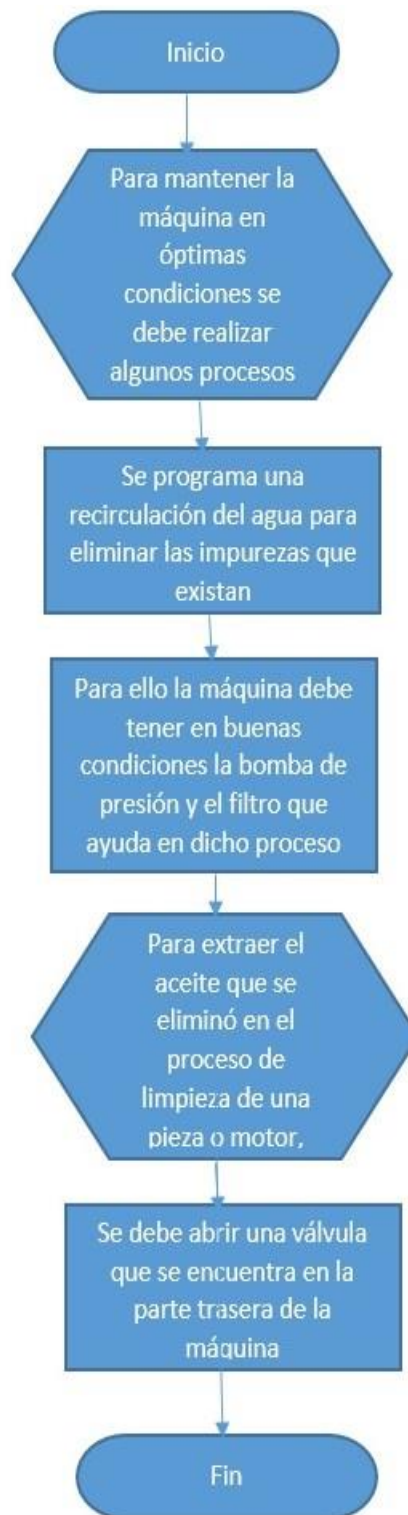 Inicio
Para mantener la
máquina en
óptimas
condiciones se
debe realizar
algunos procesos
Se programa una
recirculación del agua para
eliminar las impurezas que
existan
Para ello la máquina debe
tener en buenas
condiciones la bomba de
presión y el filtro que
ayuda en dicho proceso
Para extraer el
aceite que se
eliminó en el
proceso de
limpieza de una
pieza o motor,
Se debe abrir una válvula
que se encuentra en la
parte trasera de la
máquina
Fin